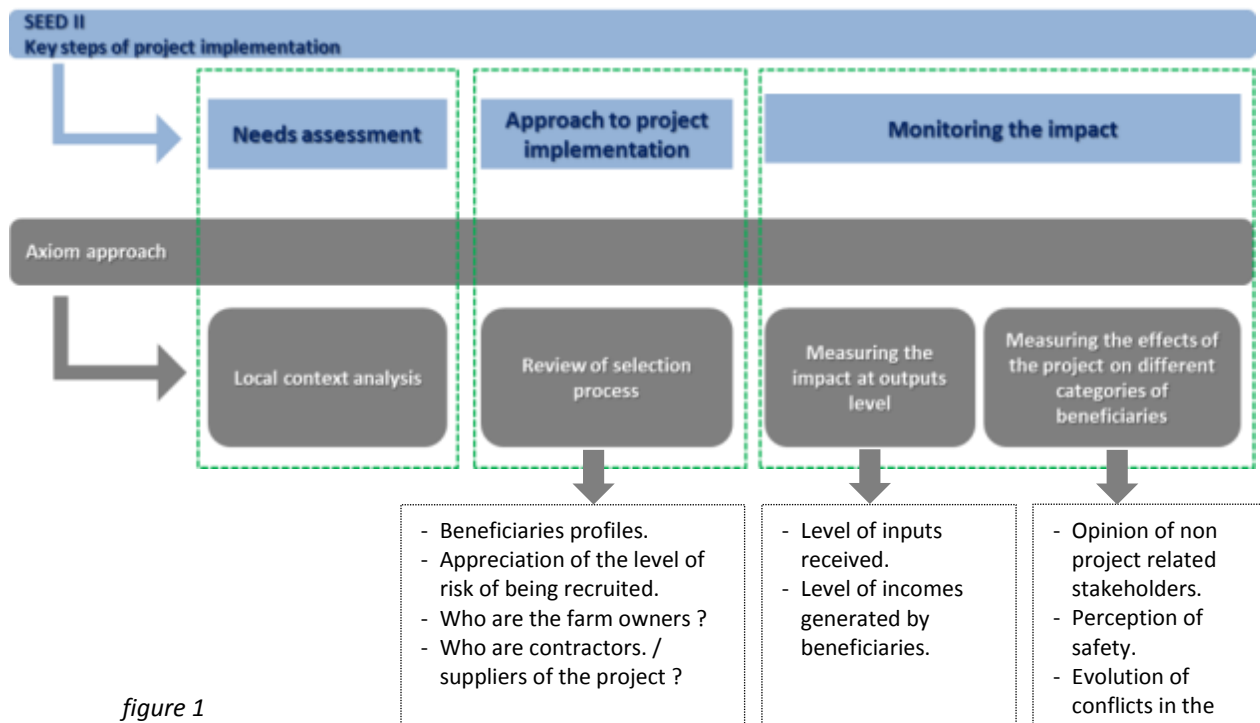 SEED II
Key steps of project implementation
Needs assessment
Approach to project
implementation
Monitoring the impact
Axiom approach
Local context analysis
Review of selection
process
Measuring the
impact at outputs
level
Measuring the effects of
the project on different
categories of
beneficiaries
- Beneficiaries profiles.
- Appreciation of the level of
risk of being recruited.
- Who are the farm owners ?
- Who are contractors. /
suppliers of the project ?
- Level of inputs
received.
- Level of incomes
generated by
beneficiaries.
- Opinion of non
project related
stakeholders.
- Perception of
safety.
- Evolution of
conflicts in the
figure 1